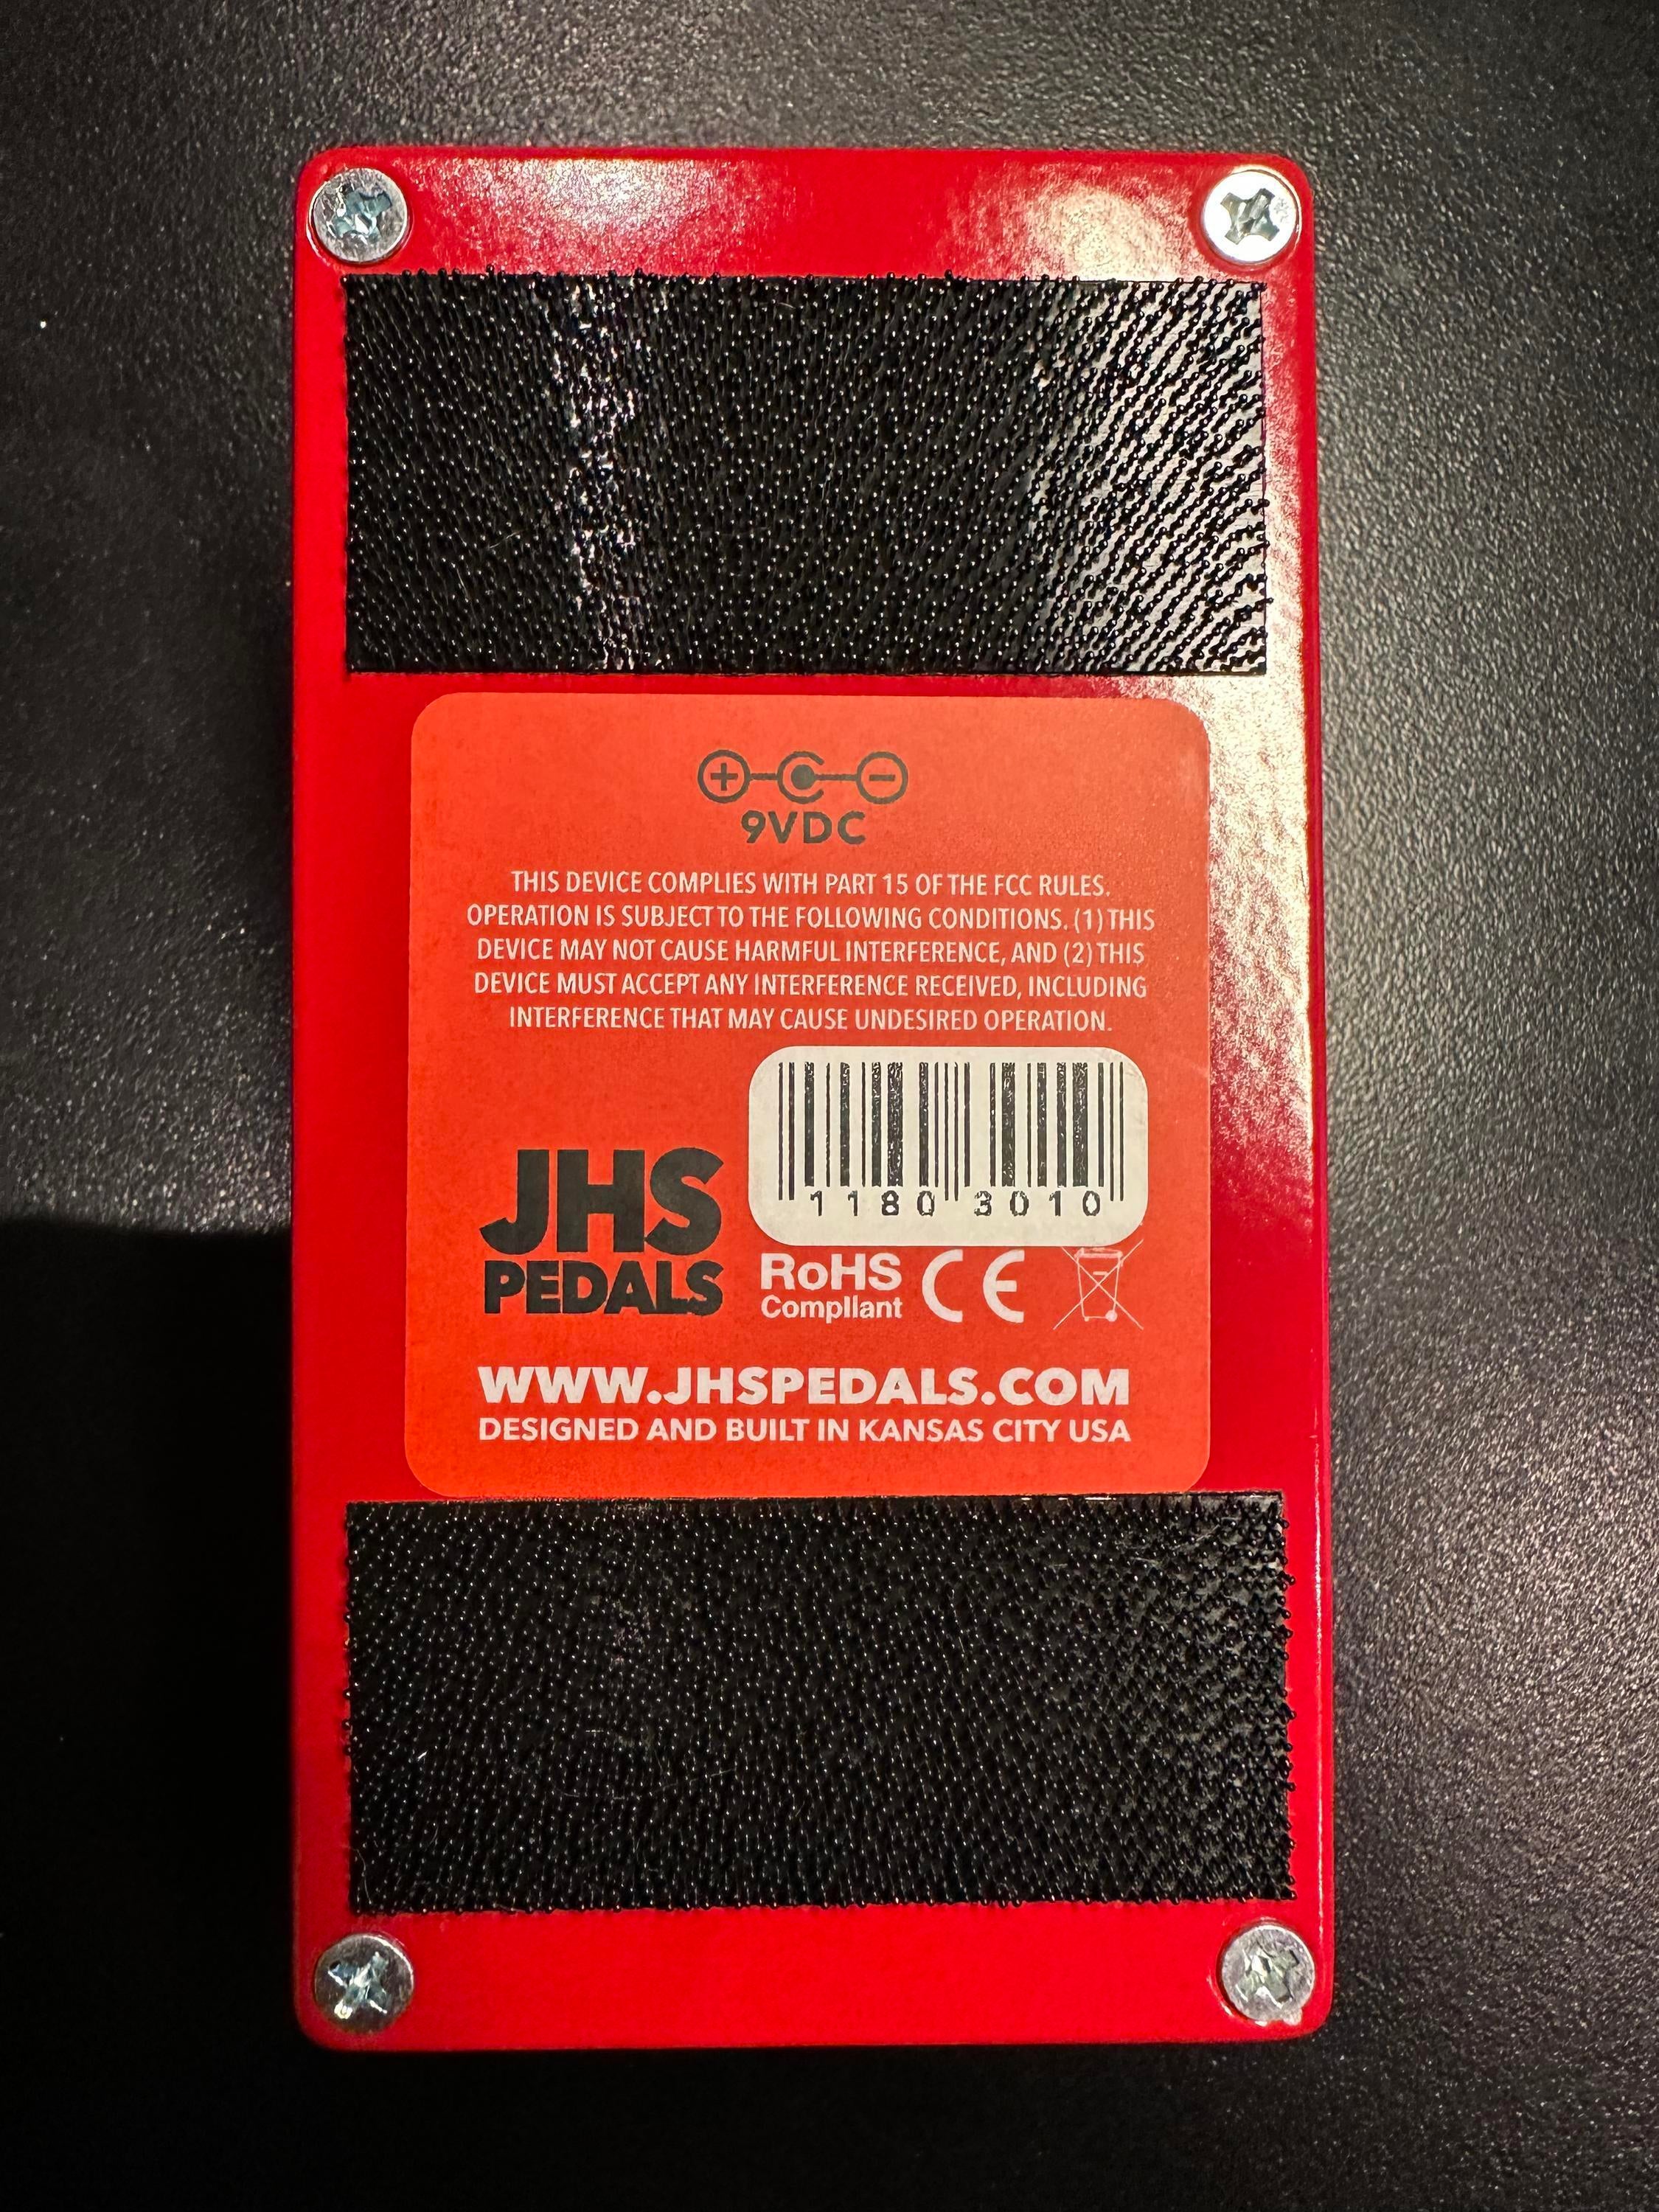 9VDC
THIS DEVICE COMPLIES WITH PART 15 OF THE FCC RULES.
OPERATION IS SUBJECT TO THE FOLLOWING CONDITIONS. (1) THIS
DEVICE MAY NOT CAUSE HARMFUL INTERFERENCE, AND (2) THIS
DEVICE MUST ACCEPT ANY INTERFERENCE RECEIVED, INCLUDING
INTERFERENCE THAT MAY CAUSE UNDESIRED OPERATION.
1180 3010
JHS
PEDALS
RoHS
Compliant
CE
WWW.JHSPEDALS.COM
DESIGNED AND BUILT IN KANSAS CITY USA